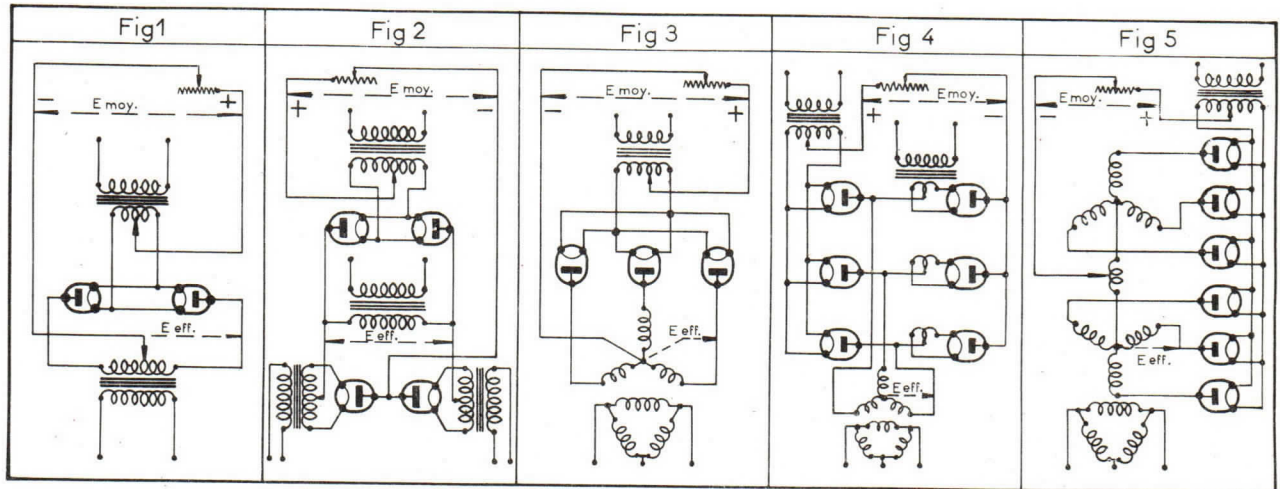 Fig1
Fig 2
Fig 3
Fig 4
Fig 5
E moy.
- +
E eff.
E moy.
+ -
E eff.
E moy.
- +
E eff.
E moy.
+ -
E eff.
E moy.
- +
E eff.